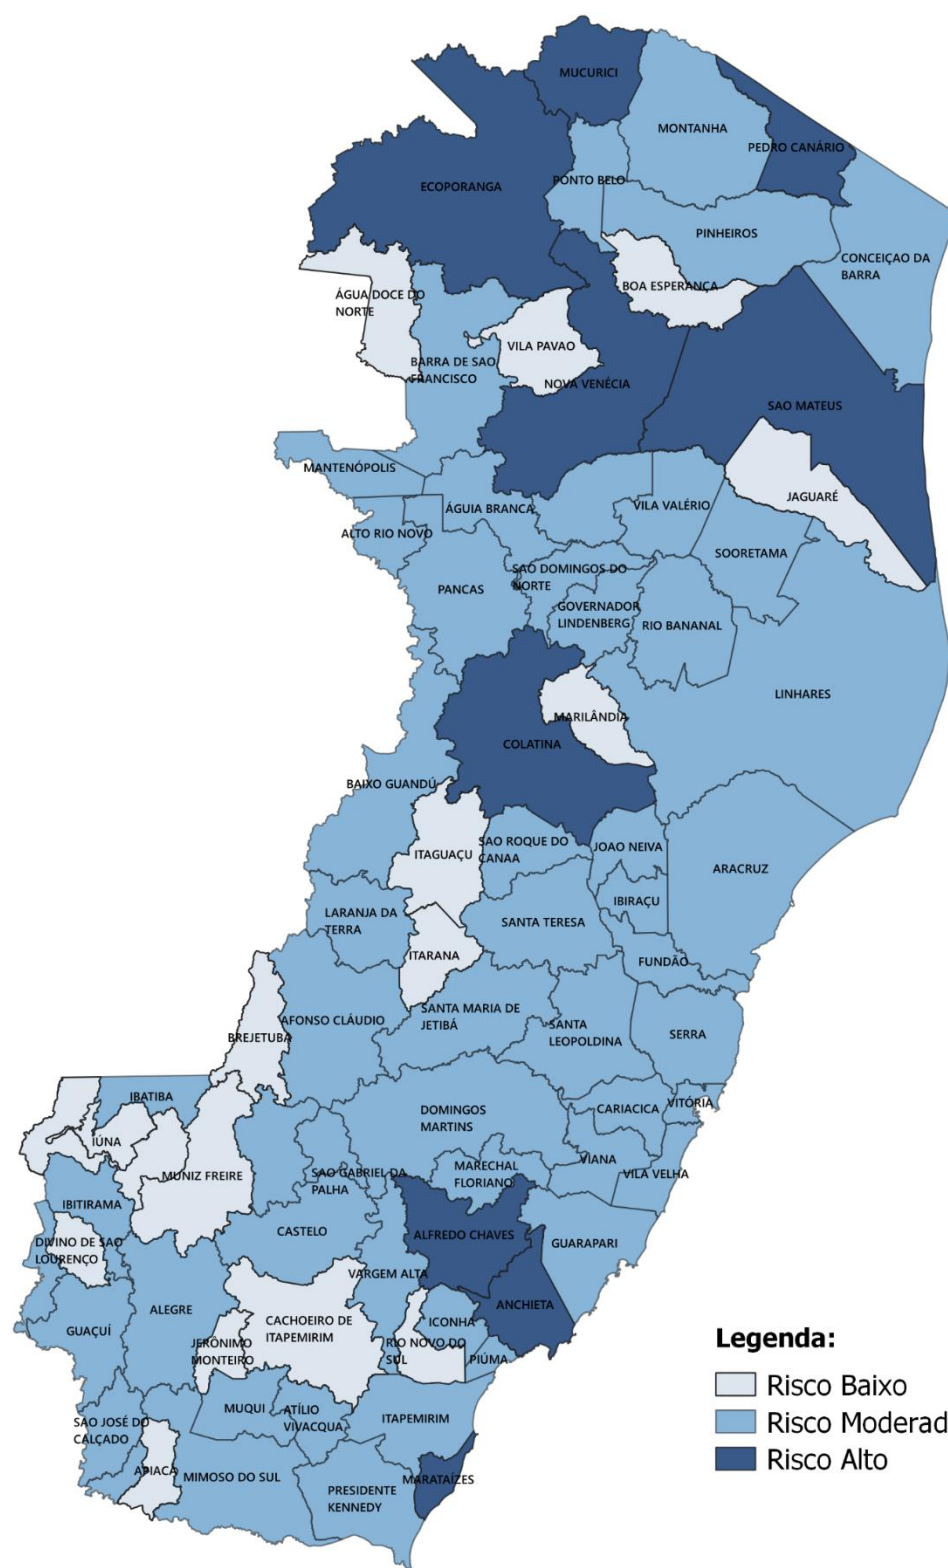 MUCURICI
MONTANHA
PEDRO CANÁRIO
ECOPORANGA
PONTO BELO
PINHEIROS
CONCEIÇAO DA
BARRA
BOA ESPERANÇA
ÁGUA DOCE DO
NORTE
VILA PAVAO
BARRA DE SAO
FRANCISCO
NOVA VENÉCIA
SAO MATEUS
MANTENÓPOLIS
JAGUARÉ
ÁGUIA BRANCA
VILA VALÉRIO
ALTO RIO NOVO
SOORETAMA
SAO DOMINGOS DO
NORTE
PANCAS
GOVERNADOR
LINDENBERG
RIO BANANAL
LINHARES
MARILÂNDIA
COLATINA
BAIXO GUANDÚ
SAO ROQUE DO
CANAA
JOAO NEIVA
ITAGUAÇU
ARACRUZ
IBIRAÇU
LARANJA DA
TERRA
SANTA TERESA
ITARANA
FUNDÃO
SANTA MARIA DE
JETIBÁ
AFONSO CLÁUDIO
SANTA
LEOPOLDINA
SERRA
BREJETUBA
IBATIBA
DOMINGOS
MARTINS
CARIACICA
VITÓRIA
IÚNA
VIANA
MARECHAL
FLORIANO
VILA VELHA
MUNIZ FREIRE
SAO GABRIEL DA
PALHA
IBITIRAMA
CASTELO
ALFREDO CHAVES
GUARAPARI
DIVINO DE SAO
LOURENÇO
VARGEM ALTA
ANCHIETA
ALEGRE
CACHOEIRO DE
ITAPEMIRIM
ICONHA
GUAÇUÍ
JERÔNIMO
MONTEIRO
RIO NOVO DO
SUL
PIÚMA
MUQUI
ATÍLIO
VIVACQUA
ITAPEMIRIM
SAO JOSÉ DO
CALÇADO
APIACÁ
MIMOSO DO SUL
PRESIDENTE
KENNEDY
MARATAÍZES
Legenda:
Risco Baixo
Risco Moderad
Risco Alto